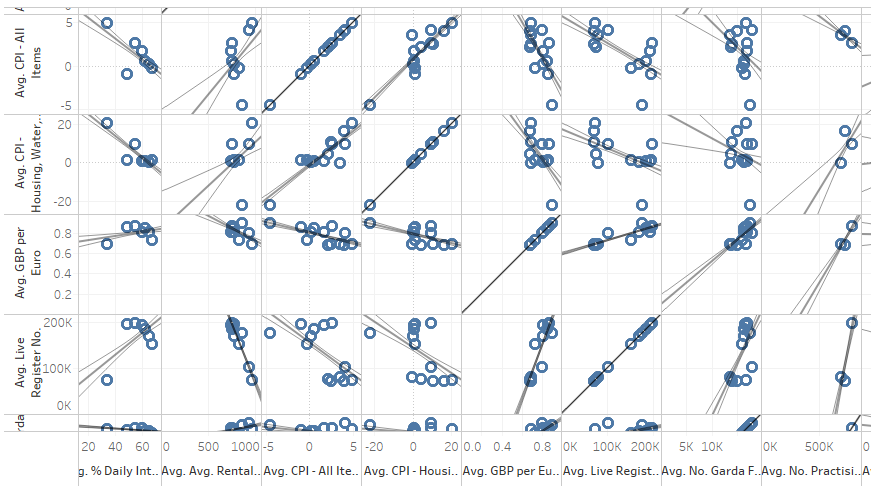 Avg. CPI - All
Items
5
0
-5
Avg. CPI -
Housing, Water,..
20
0
-20
Avg. GBP per
Euro
0.8
0.6
0.4
0.2
Avg. Live
Register No.
200K
100K
0K
rda
20 40 60 0 500 1000 -5 0 5 -20 0 20 0.0 0.4 0.8 0K 100K 200K 5K 10K 0K 500K 0
g. % Daily Int.. Avg. Avg. Rental.. Avg. CPI - All Ite.. Avg. CPI - Housi.. Avg. GBP per Eu.. Avg. Live Regist.. Avg. No. Garda F.. Avg. No. Practisi.. A